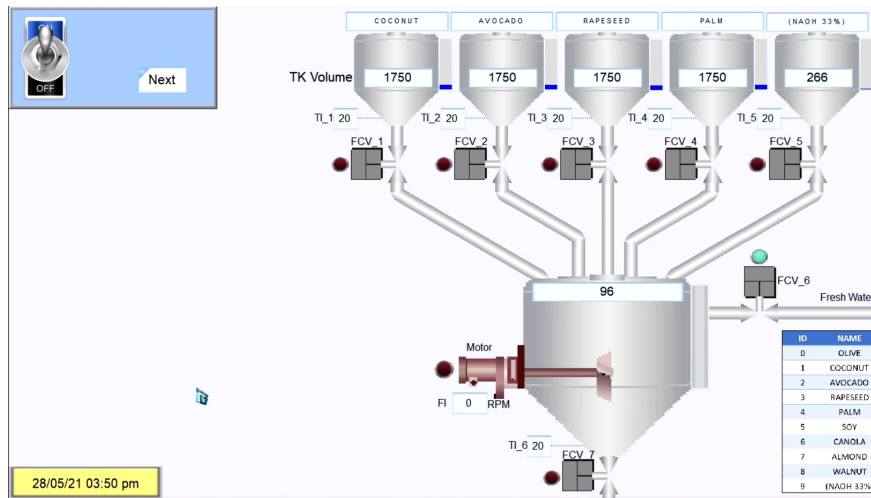 COCONUT AVOCADO RAPESEED PALM (NAOH 33%)
ON
OFF
Next
TK Volume 1750 1750 1750 1750 266
TI_1 20 TI_2 20 TI_3 20 TI_4 20 TI_5 20
FCV_1 FCV_2 FCV_3 FCV_4 FCV_5
FCV_6
96
Fresh Wate
Motor
FI 0 RPM
TI_6 20
FCV_7
ID NAME
0 OLIVE
1 COCONUT
2 AVOCADO
3 RAPESEED
4 PALM
5 SOY
6 CANOLA
7 ALMOND
8 WALNUT
9 (NAOH 33%
28/05/21 03:50 pm